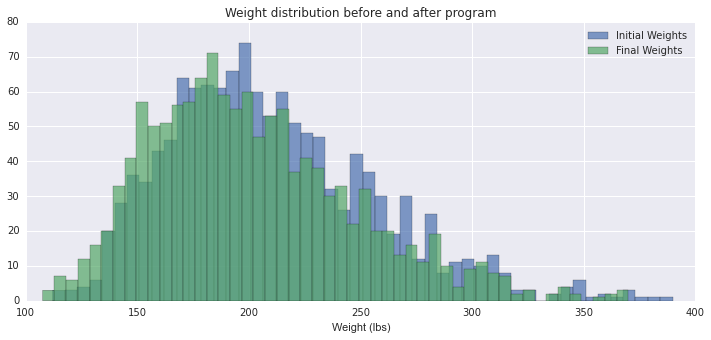 Weight distribution before and after program
80
70
60
50
40
30
20
10
0
Initial Weights
Final Weights
100 150 200 250 300 350 400
Weight (lbs)